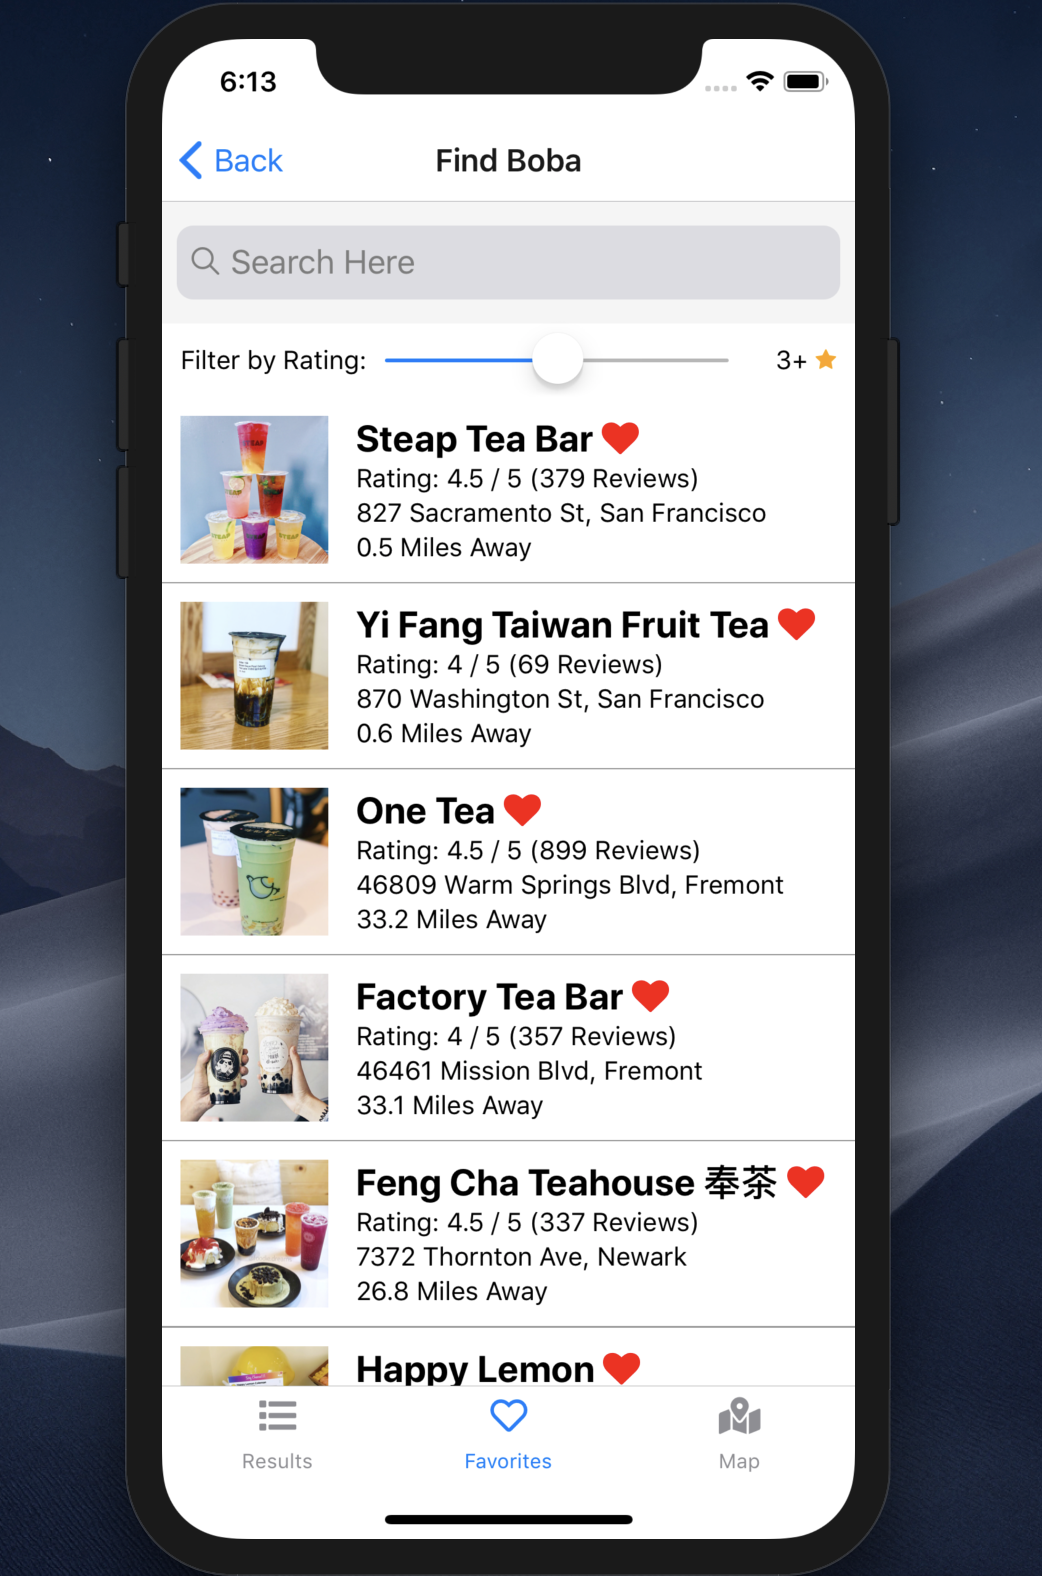 6:13
Back
Find Boba
Search Here
Filter by Rating:
3+
Steap Tea Bar
Rating: 4.5 / 5 (379 Reviews)
827 Sacramento St, San Francisco
0.5 Miles Away
Yi Fang Taiwan Fruit Tea
Rating: 4 / 5 (69 Reviews)
870 Washington St, San Francisco
0.6 Miles Away
One Tea
Rating: 4.5 / 5 (899 Reviews)
46809 Warm Springs Blvd, Fremont
33.2 Miles Away
Factory Tea Bar
Rating: 4 / 5 (357 Reviews)
46461 Mission Blvd, Fremont
33.1 Miles Away
Feng Cha Teahouse 奉茶
Rating: 4.5 / 5 (337 Reviews)
7372 Thornton Ave, Newark
26.8 Miles Away
Happy Lemon
Results
Favorites
Map